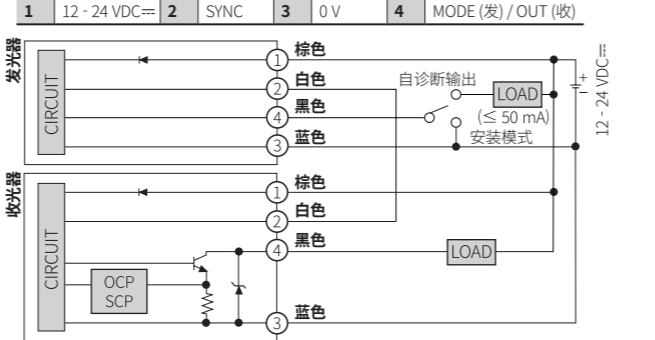 1 12 - 24 VDC⎓ 2 SYNC 3 0 V 4 MODE (发) / OUT (收)
发光器
CIRCUIT
1 棕色
2 白色
4 黑色
3 蓝色
自诊断输出
LOAD
(≤ 50 mA)
安装模式
+
−
12 - 24 VDC⎓
收光器
CIRCUIT
OCP
SCP
1 棕色
2 白色
4 黑色
3 蓝色
LOAD